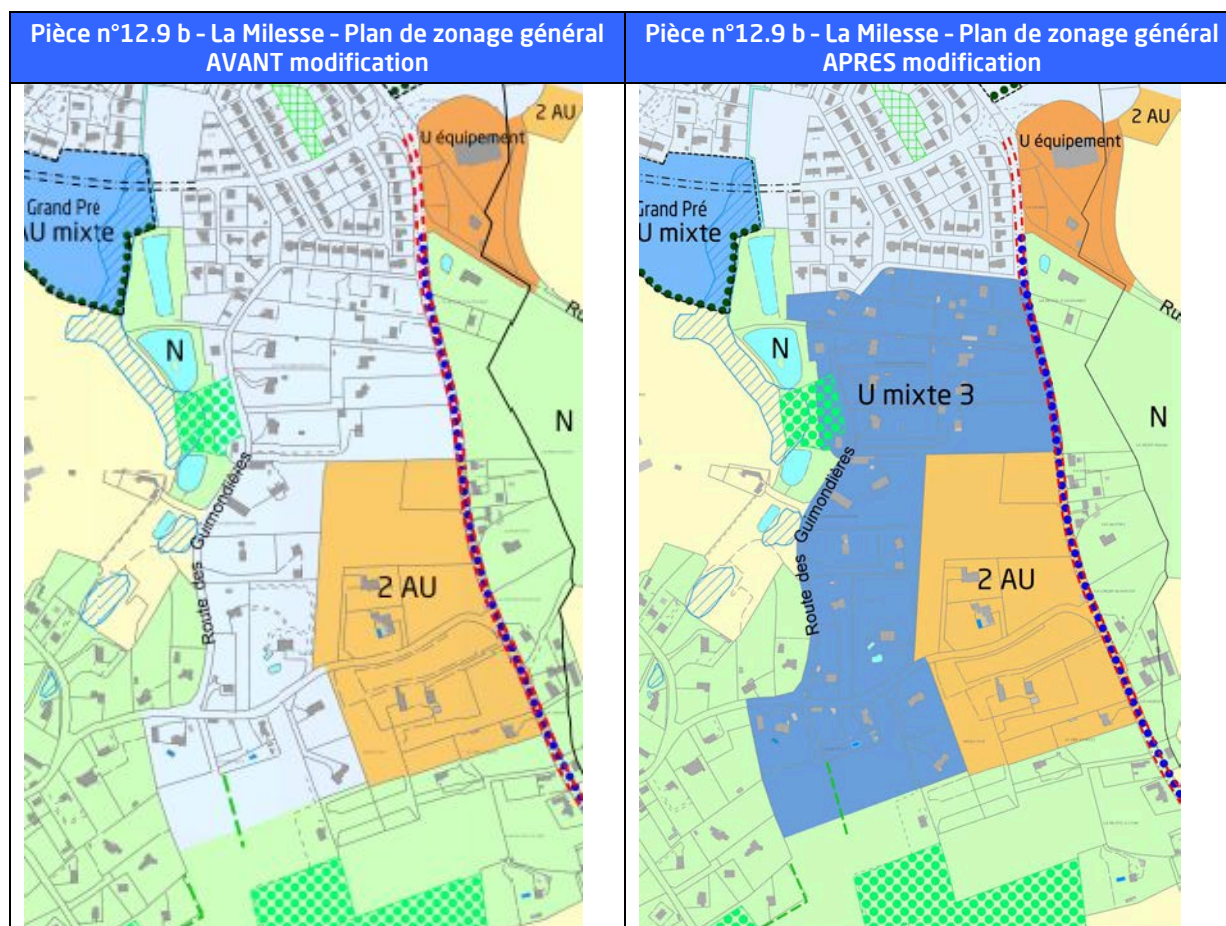 Pièce n°12.9 b - La Milesse - Plan de zonage général
AVANT modification
Pièce n°12.9 b - La Milesse - Plan de zonage général
APRES modification
2 AU
U équipement
Grand Pré
AU mixte
N
Ru
N
Route des Guimondières
2 AU
2 AU
U équipement
Grand Pré
U mixte
N
Ru
U mixte 3
N
Route des Guimondières
2 AU